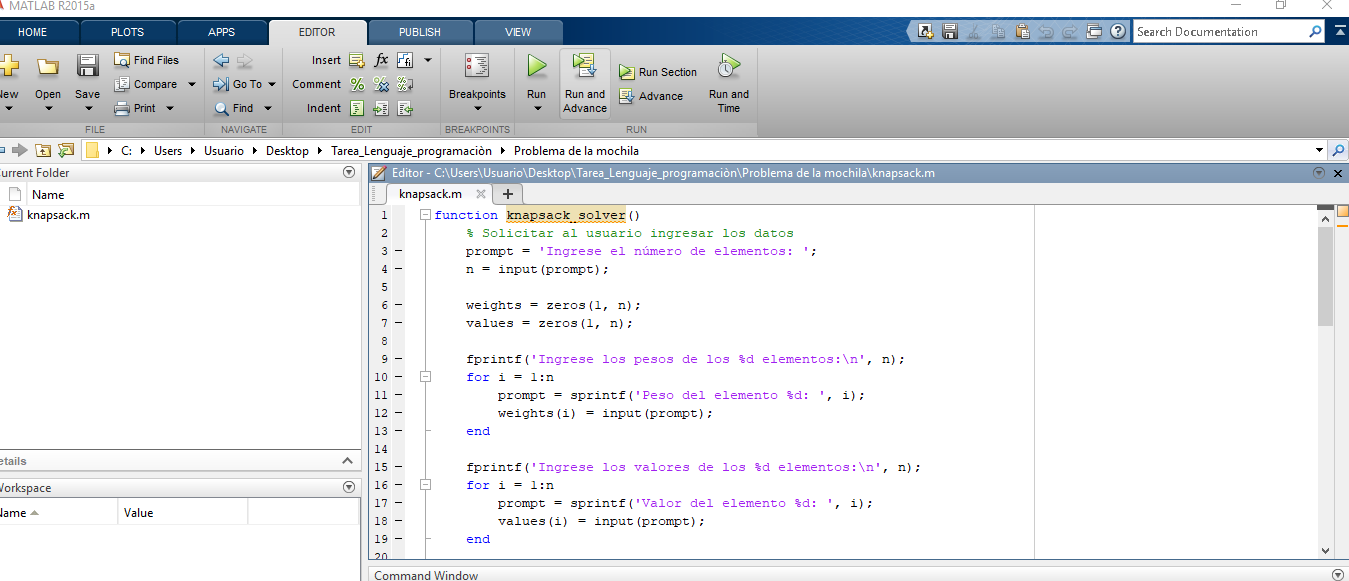 MATLAB R2015a
HOME PLOTS APPS EDITOR PUBLISH VIEW
Search Documentation
New Open Save
Find Files
Compare
Print
FILE
Go To
Find
NAVIGATE
Insert
Comment
Indent
EDIT
Breakpoints
BREAKPOINTS
Run
Run and Advance
Run Section
Advance
Run and Time
RUN
C: Users Usuario Desktop Tarea_Lenguaje_programaciòn Problema de la mochila
Current Folder
Name
knapsack.m
Details
Workspace
Name Value
Editor - C:\Users\Usuario\Desktop\Tarea_Lenguaje_programaciòn\Problema de la mochila\knapsack.m
knapsack.m
1 function knapsack_solver()
2 % Solicitar al usuario ingresar los datos
3 prompt = 'Ingrese el número de elementos: ';
4 n = input(prompt);
5
6 weights = zeros(1, n);
7 values = zeros(1, n);
8
9 fprintf('Ingrese los pesos de los %d elementos:\n', n);
10 for i = 1:n
11 prompt = sprintf('Peso del elemento %d: ', i);
12 weights(i) = input(prompt);
13 end
14
15 fprintf('Ingrese los valores de los %d elementos:\n', n);
16 for i = 1:n
17 prompt = sprintf('Valor del elemento %d: ', i);
18 values(i) = input(prompt);
19 end
20
Command Window